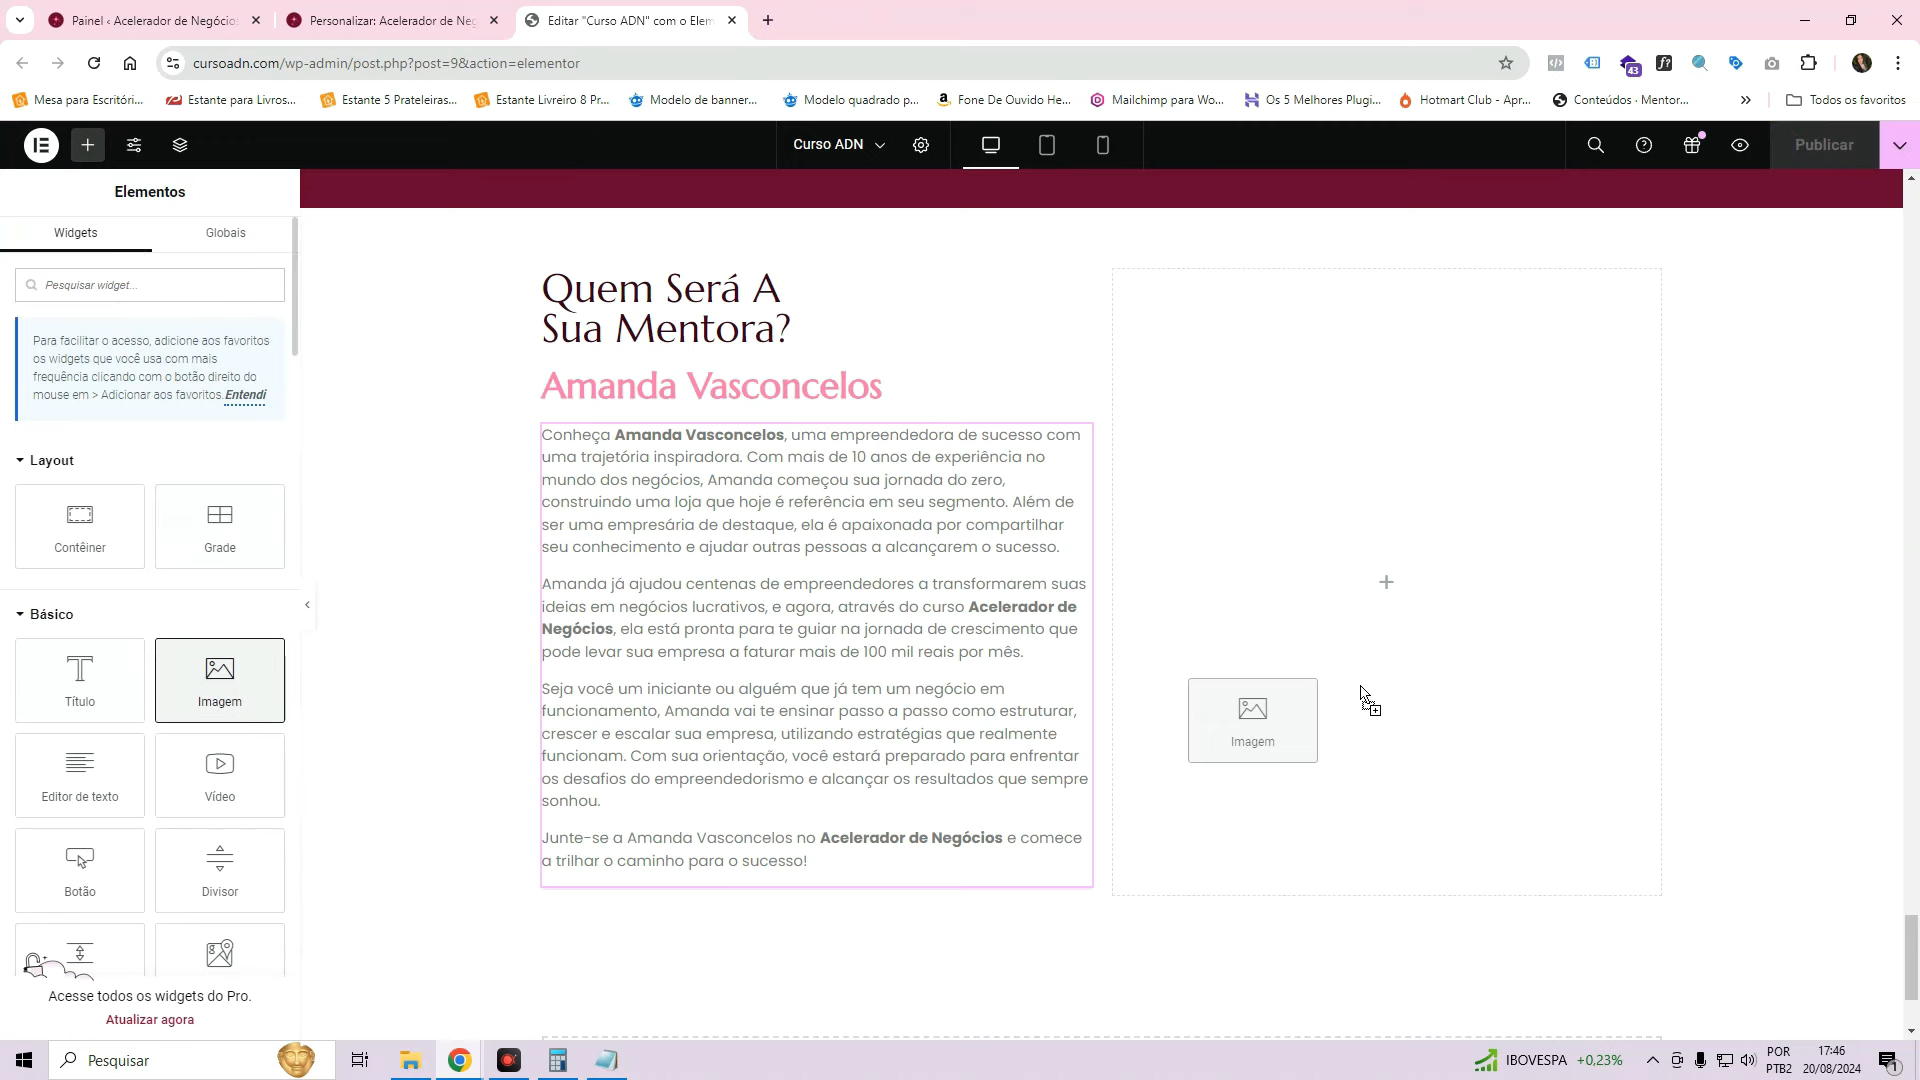 Painel ‹ Acelerador de Negócio
Personalizar: Acelerador de Neg
Editar "Curso ADN" com o Elem
cursoadn.com/wp-admin/post.php?post=9&action=elementor
43
f?
Mesa para Escritóri...
Estante para Livros...
Estante 5 Prateleiras...
Estante Livreiro 8 Pr...
Modelo de banner...
Modelo quadrado p...
Fone De Ouvido He...
Mailchimp para Wo...
Os 5 Melhores Plugi...
Hotmart Club - Apr...
Conteúdos · Mentor...
»
Todos os favoritos
Curso ADN
Publicar
Elementos
Widgets
Globais
Pesquisar widget...
Para facilitar o acesso, adicione aos favoritos
os widgets que você usa com mais
frequência clicando com o botão direito do
mouse em > Adicionar aos favoritos. Entendi
Layout
Contêiner
Grade
Básico
Título
Imagem
Editor de texto
Vídeo
Botão
Divisor
Acesse todos os widgets do Pro.
Atualizar agora
Quem Será A
Sua Mentora?
Amanda Vasconcelos
Conheça Amanda Vasconcelos, uma empreendedora de sucesso com
uma trajetória inspiradora. Com mais de 10 anos de experiência no
mundo dos negócios, Amanda começou sua jornada do zero,
construindo uma loja que hoje é referência em seu segmento. Além de
ser uma empresária de destaque, ela é apaixonada por compartilhar
seu conhecimento e ajudar outras pessoas a alcançarem o sucesso.
Amanda já ajudou centenas de empreendedores a transformarem suas
ideias em negócios lucrativos, e agora, através do curso Acelerador de
Negócios, ela está pronta para te guiar na jornada de crescimento que
pode levar sua empresa a faturar mais de 100 mil reais por mês.
Seja você um iniciante ou alguém que já tem um negócio em
funcionamento, Amanda vai te ensinar passo a passo como estruturar,
crescer e escalar sua empresa, utilizando estratégias que realmente
funcionam. Com sua orientação, você estará preparado para enfrentar
os desafios do empreendedorismo e alcançar os resultados que sempre
sonhou.
Junte-se a Amanda Vasconcelos no Acelerador de Negócios e comece
a trilhar o caminho para o sucesso!
Imagem
Pesquisar
IBOVESPA +0,23%
POR
PTB2
17:46
20/08/2024
1